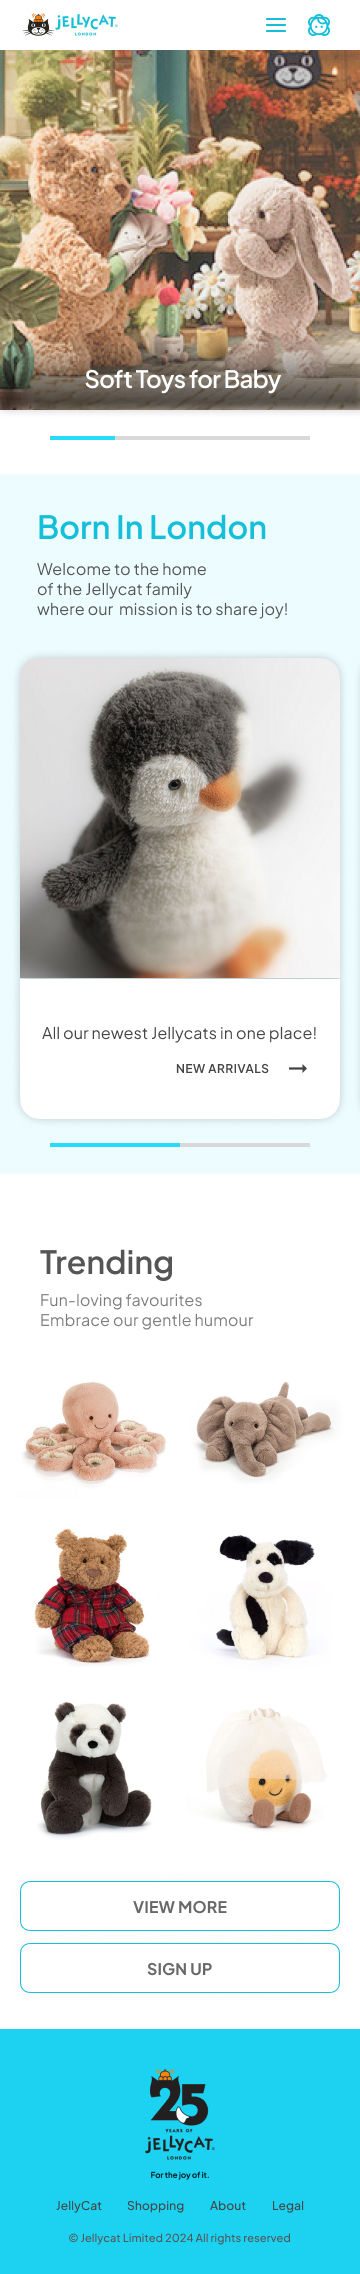 JELLYCAT
LONDON
Soft Toys for Baby
Born In London
Welcome to the home
of the Jellycat family
where our mission is to share joy!
All our newest Jellycats in one place!
NEW ARRIVALS
Trending
Fun-loving favourites
Embrace our gentle humour
VIEW MORE
SIGN UP
25
YEARS OF
JELLYCAT
LONDON
For the joy of it.
JellyCat Shopping About Legal
© Jellycat Limited 2024 All rights reserved